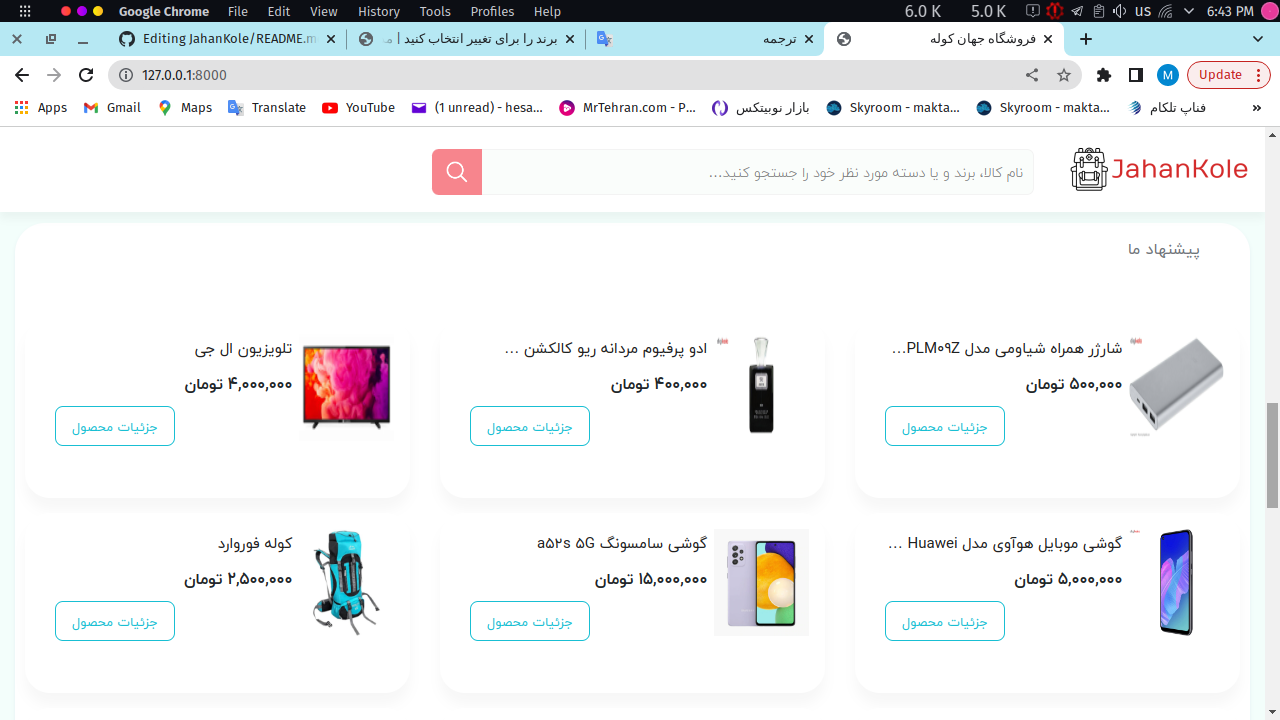 Google Chrome File Edit View History Tools Profiles Help 6.0 K 5.0 K us 6:43 PM
Editing JahanKole/README.m
برند را برای تغییر انتخاب کنید | م
ترجمه
فروشگاه جهان کوله
127.0.0.1:8000 M Update
Apps Gmail Maps Translate YouTube (1 unread) - hesa... MrTehran.com - P... بازار نوبیتکس Skyroom - makta... Skyroom - makta... فناپ تلکام »
JahanKole
نام کالا، برند و یا دسته مورد نظر خود را جستجو کنید...
پیشنهاد ما
شارژر همراه شیاومی مدل PLM۰۹Z...
۵۰۰,۰۰۰ تومان
جزئیات محصول
ادو پرفیوم مردانه ریو کالکشن ...
۴۰۰,۰۰۰ تومان
جزئیات محصول
تلویزیون ال جی
۴,۰۰۰,۰۰۰ تومان
جزئیات محصول
گوشی موبایل هوآوی مدل Huawei ...
۵,۰۰۰,۰۰۰ تومان
جزئیات محصول
گوشی سامسونگ a۵۲s ۵G
۱۵,۰۰۰,۰۰۰ تومان
جزئیات محصول
کوله فوروارد
۲,۵۰۰,۰۰۰ تومان
جزئیات محصول